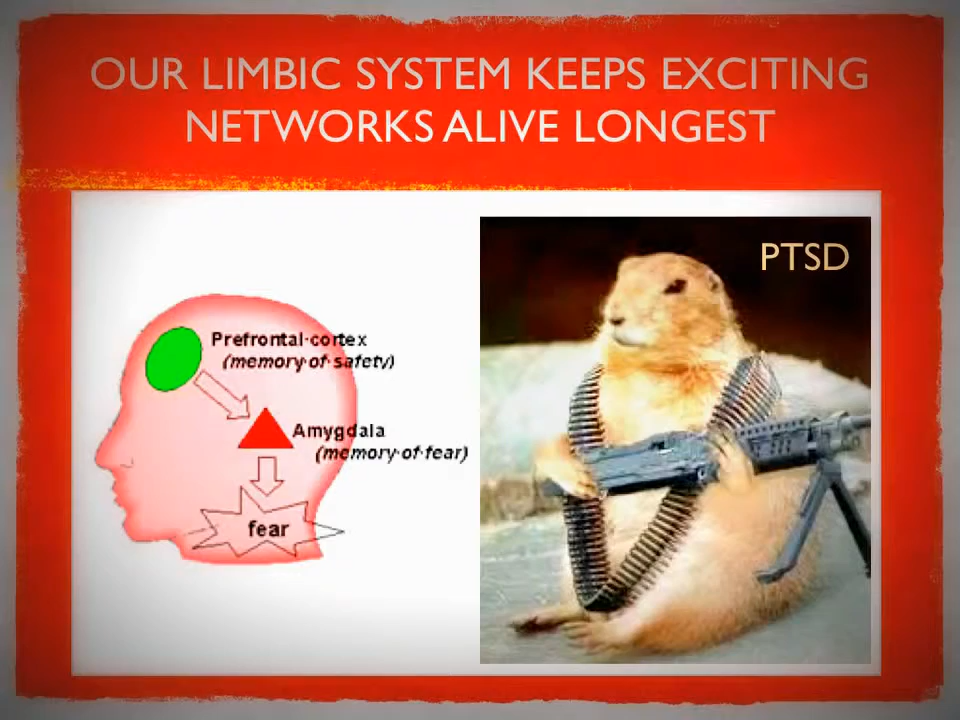 OUR LIMBIC SYSTEM KEEPS EXCITING
NETWORKS ALIVE LONGEST
Prefrontal·cortex
(memory·of·safety)
Amygdala
(memory·of·fear)
fear
PTSD